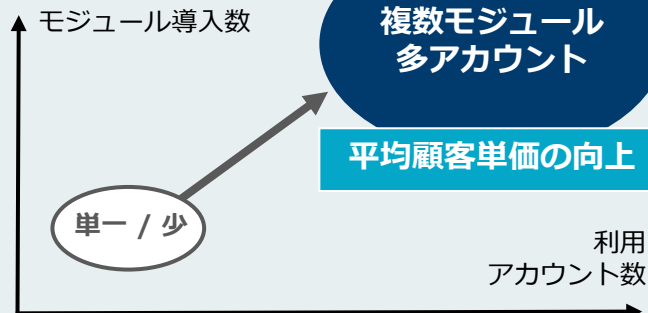 モジュール導入数
複数モジュール
多アカウント
平均顧客単価の向上
単一 / 少
利用
アカウント数